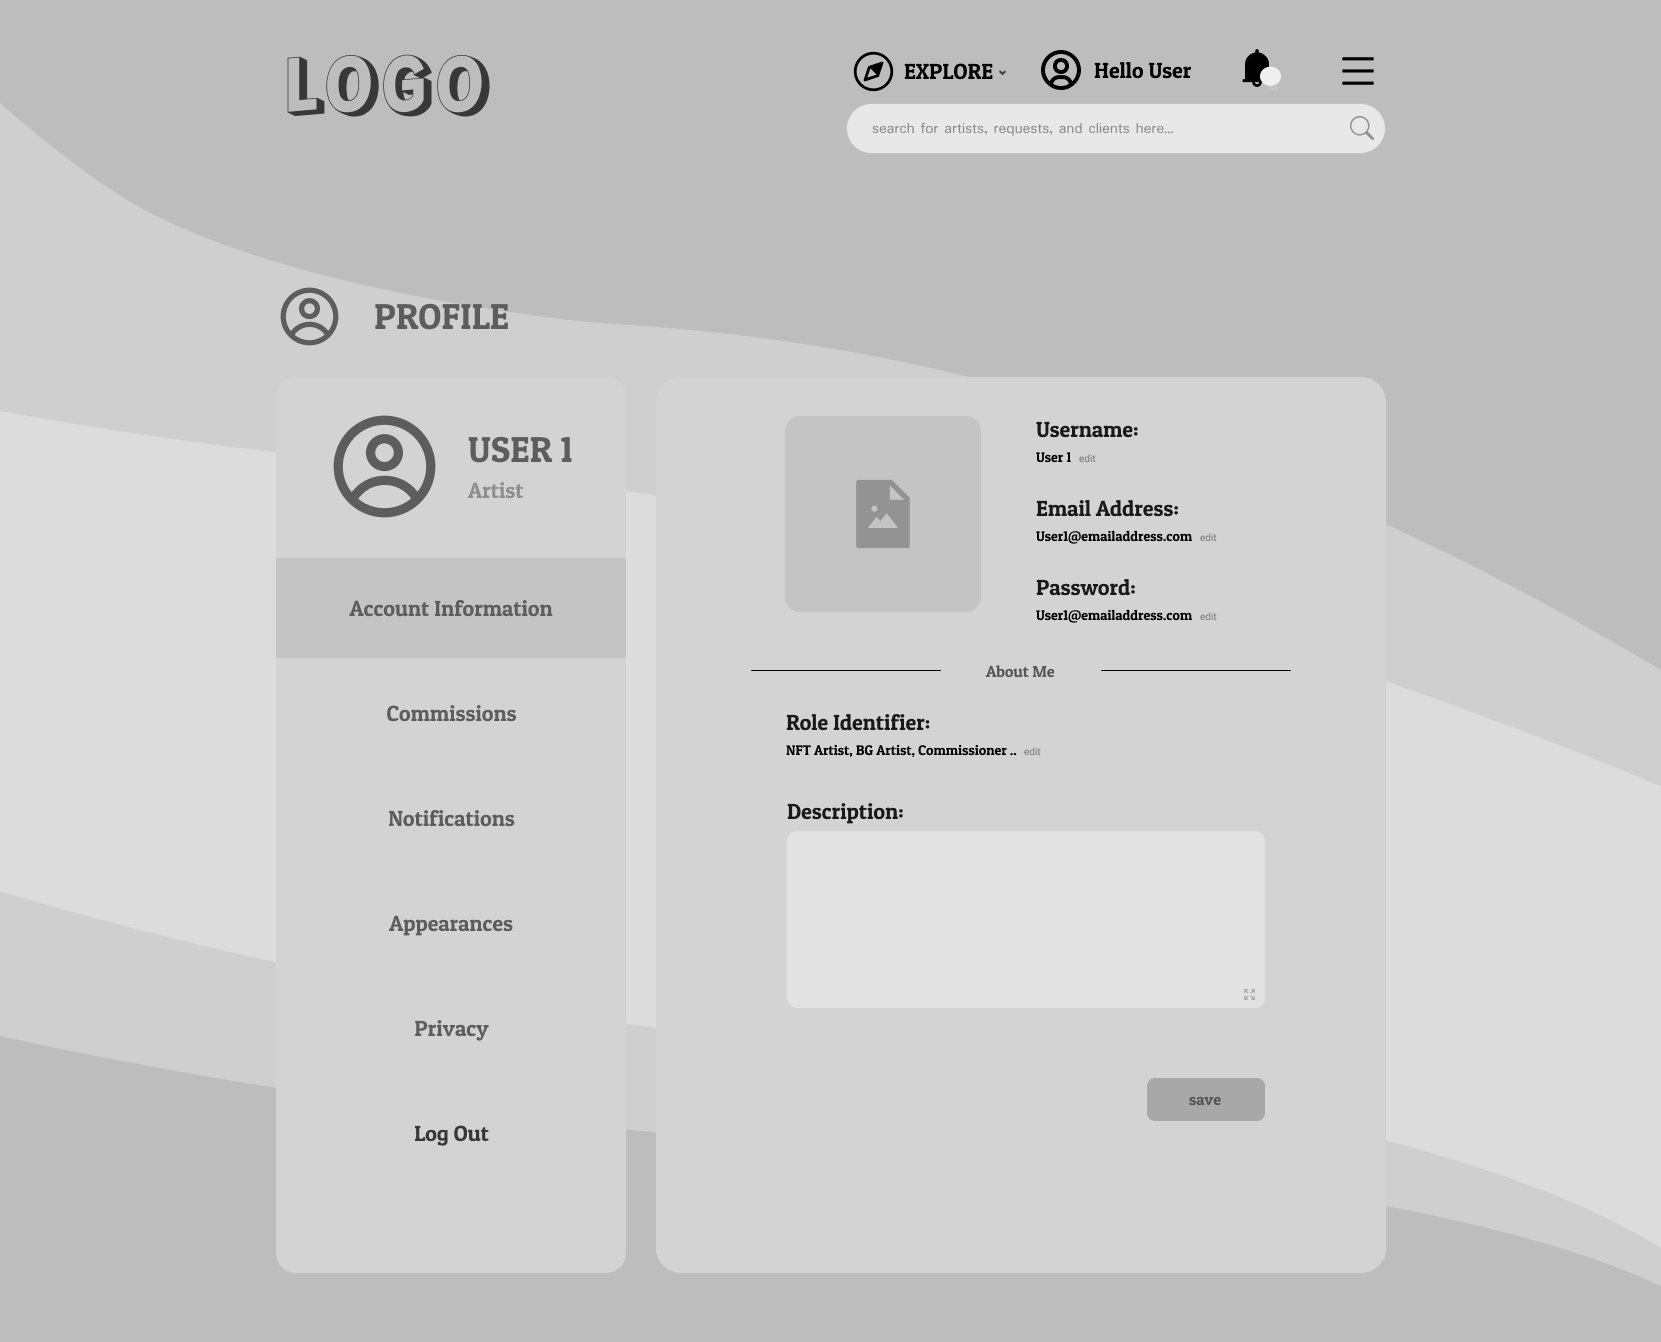 LOGO
EXPLORE
Hello User
search for artists, requests, and clients here...
PROFILE
USER 1
Artist
Account Information
Commissions
Notifications
Appearances
Privacy
Log Out
Username:
User 1 edit
Email Address:
User1@emailaddress.com edit
Password:
User1@emailaddress.com edit
About Me
Role Identifier:
NFT Artist, BG Artist, Commissioner .. edit
Description:
save